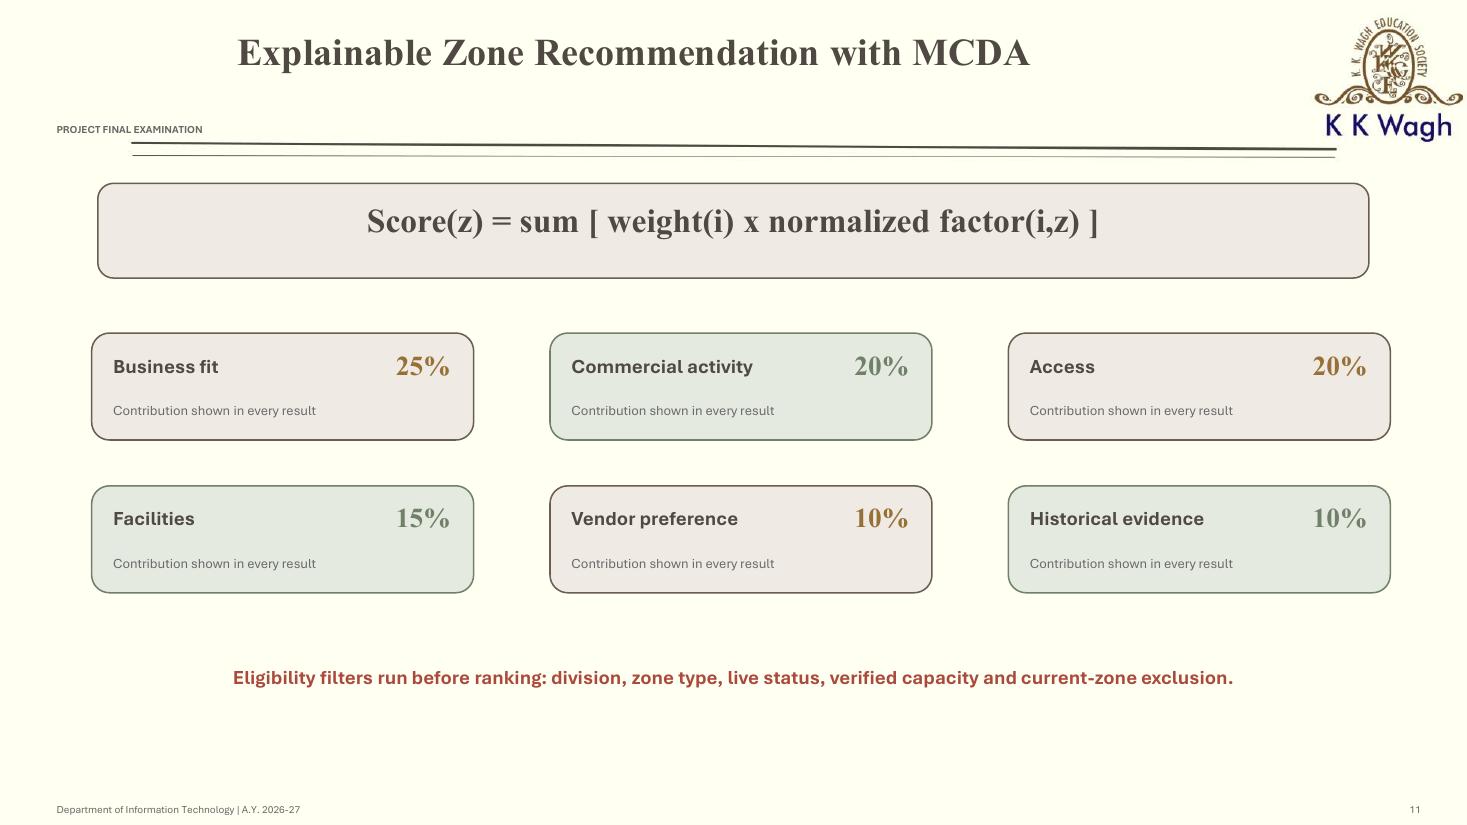 Explainable Zone Recommendation with MCDA
K. K. WAGH EDUCATION SOCIETY
K K Wagh
PROJECT FINAL EXAMINATION
Score(z) = sum [ weight(i) x normalized factor(i,z) ]
Business fit 25%
Contribution shown in every result
Commercial activity 20%
Contribution shown in every result
Access 20%
Contribution shown in every result
Facilities 15%
Contribution shown in every result
Vendor preference 10%
Contribution shown in every result
Historical evidence 10%
Contribution shown in every result
Eligibility filters run before ranking: division, zone type, live status, verified capacity and current-zone exclusion.
Department of Information Technology | A.Y. 2026-27
11